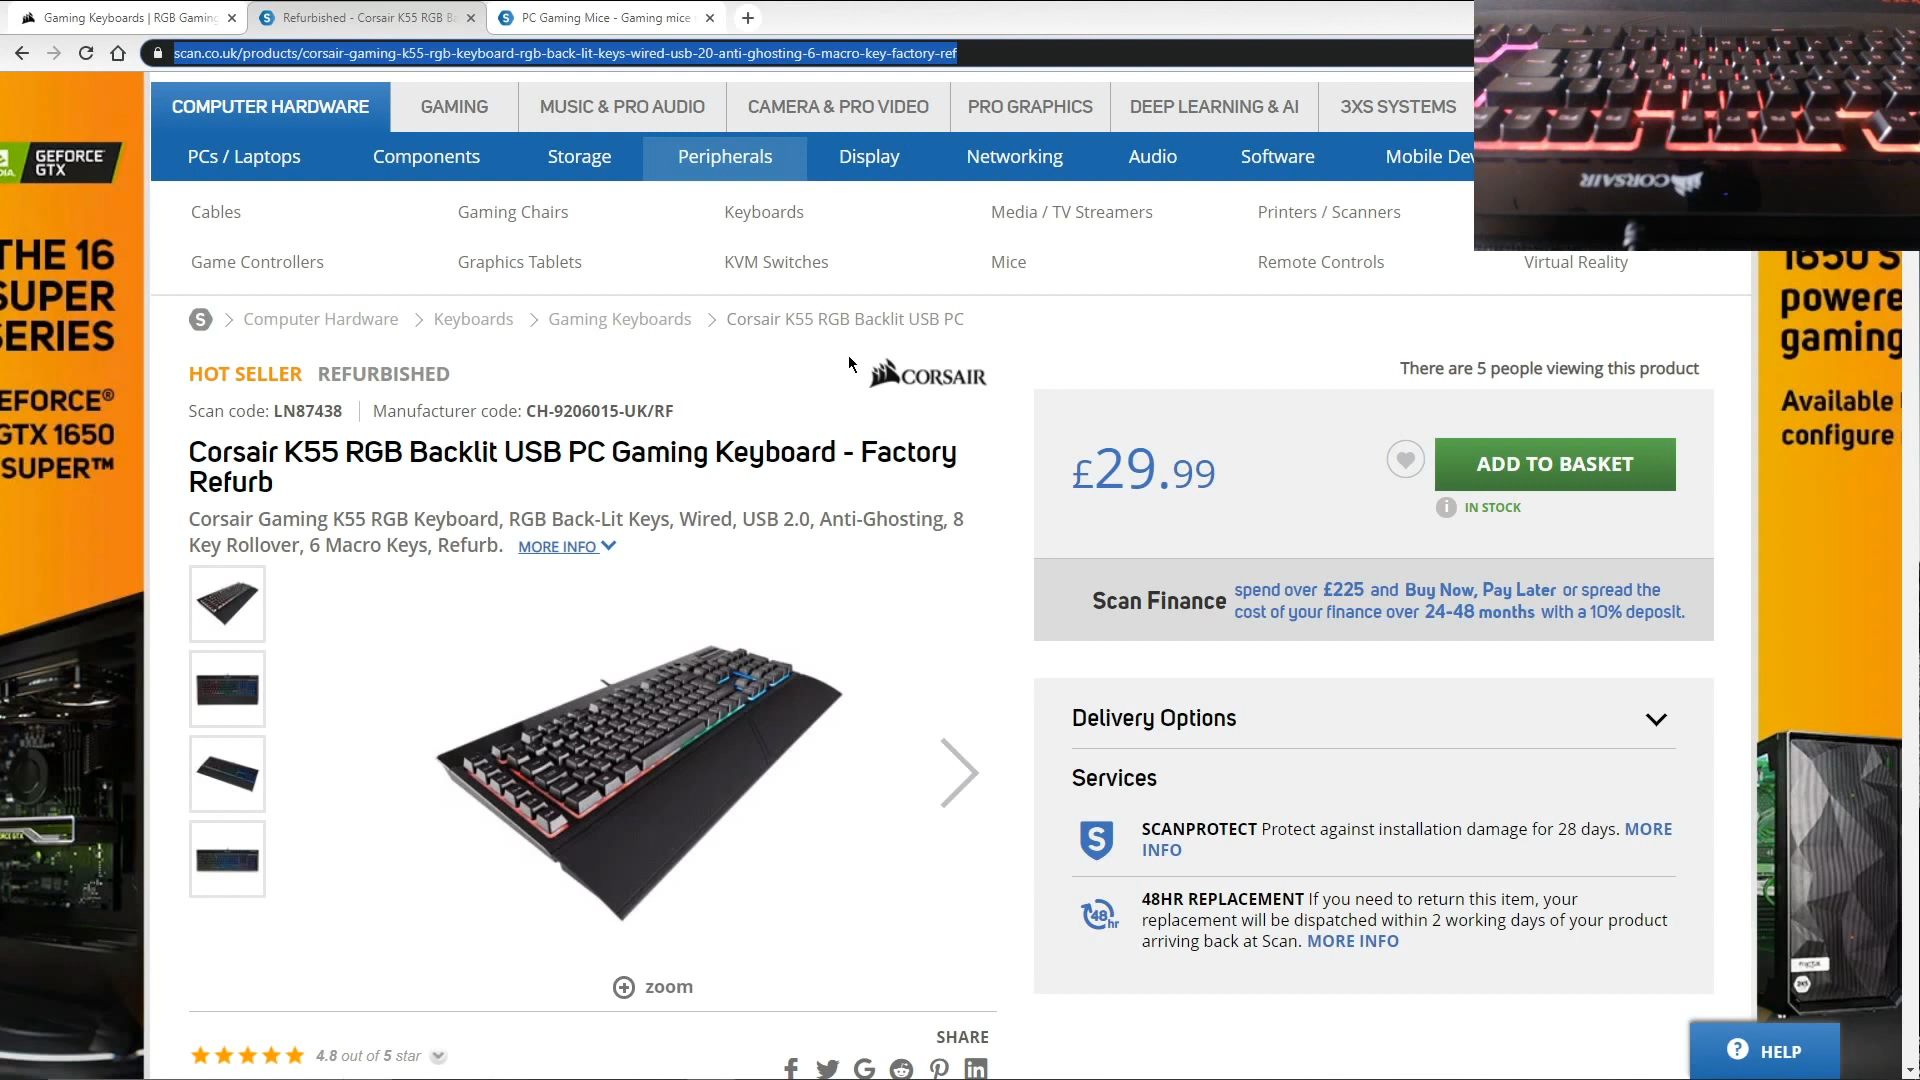 Gaming Keyboards | RGB Gaming
Refurbished - Corsair K55 RGB B
PC Gaming Mice - Gaming mice
scan.co.uk/products/corsair-gaming-k55-rgb-keyboard-rgb-back-lit-keys-wired-usb-20-anti-ghosting-6-macro-key-factory-ref
COMPUTER HARDWARE
GAMING
MUSIC & PRO AUDIO
CAMERA & PRO VIDEO
PRO GRAPHICS
DEEP LEARNING & AI
3XS SYSTEMS
PCs / Laptops
Components
Storage
Peripherals
Display
Networking
Audio
Software
Mobile Dev
CORSAIR
Cables
Gaming Chairs
Keyboards
Media / TV Streamers
Printers / Scanners
Game Controllers
Graphics Tablets
KVM Switches
Mice
Remote Controls
Virtual Reality
GEFORCE
GTX
THE 16
SUPER
SERIES
EFORCE®
GTX 1650
SUPER™
1650 S
powere
gaming
Available
configure
S > Computer Hardware > Keyboards > Gaming Keyboards > Corsair K55 RGB Backlit USB PC
HOT SELLER REFURBISHED
CORSAIR
Scan code: LN87438 | Manufacturer code: CH-9206015-UK/RF
Corsair K55 RGB Backlit USB PC Gaming Keyboard - Factory
Refurb
Corsair Gaming K55 RGB Keyboard, RGB Back-Lit Keys, Wired, USB 2.0, Anti-Ghosting, 8
Key Rollover, 6 Macro Keys, Refurb. MORE INFO
zoom
SHARE
4.8 out of 5 star
There are 5 people viewing this product
£29.99
ADD TO BASKET
IN STOCK
Scan Finance
spend over £225 and Buy Now, Pay Later or spread the
cost of your finance over 24-48 months with a 10% deposit.
Delivery Options
Services
SCANPROTECT Protect against installation damage for 28 days. MORE
INFO
48hr
48HR REPLACEMENT If you need to return this item, your
replacement will be dispatched within 2 working days of your product
arriving back at Scan. MORE INFO
HELP